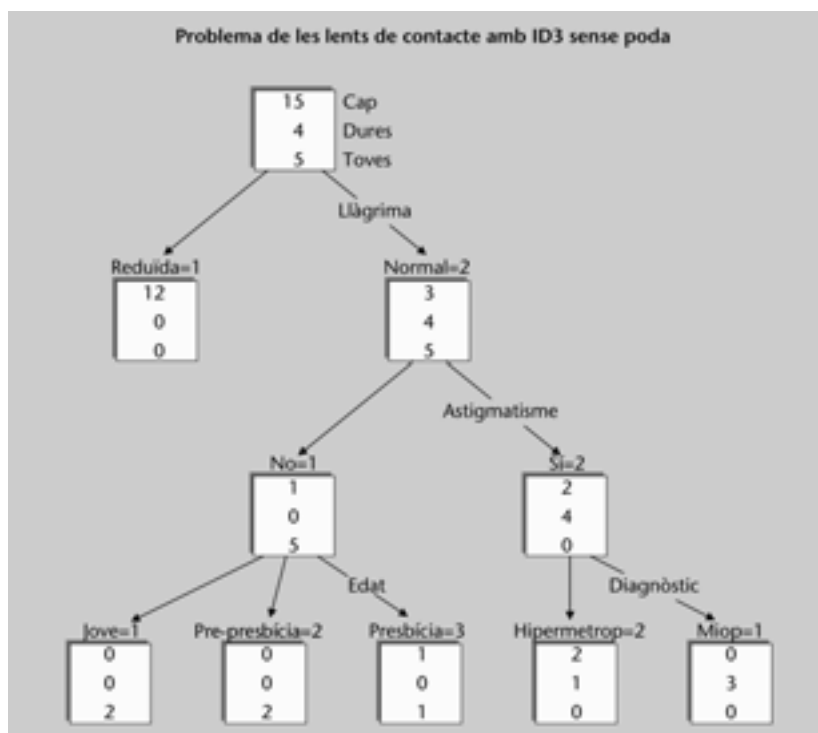 Problema de les lents de contacte amb ID3 sense poda
15 Cap
4 Dures
5 Toves
Llàgrima
Reduïda=1 Normal=2
12 3
0 4
0 5
Astigmatisme
No=1 Sí=2
1 2
0 4
5 0
Edat Diagnòstic
Jove=1 Pre-presbícia=2 Presbícia=3 Hipermetrop=2 Miop=1
0 0 1 2 0
0 0 0 1 3
2 2 1 0 0